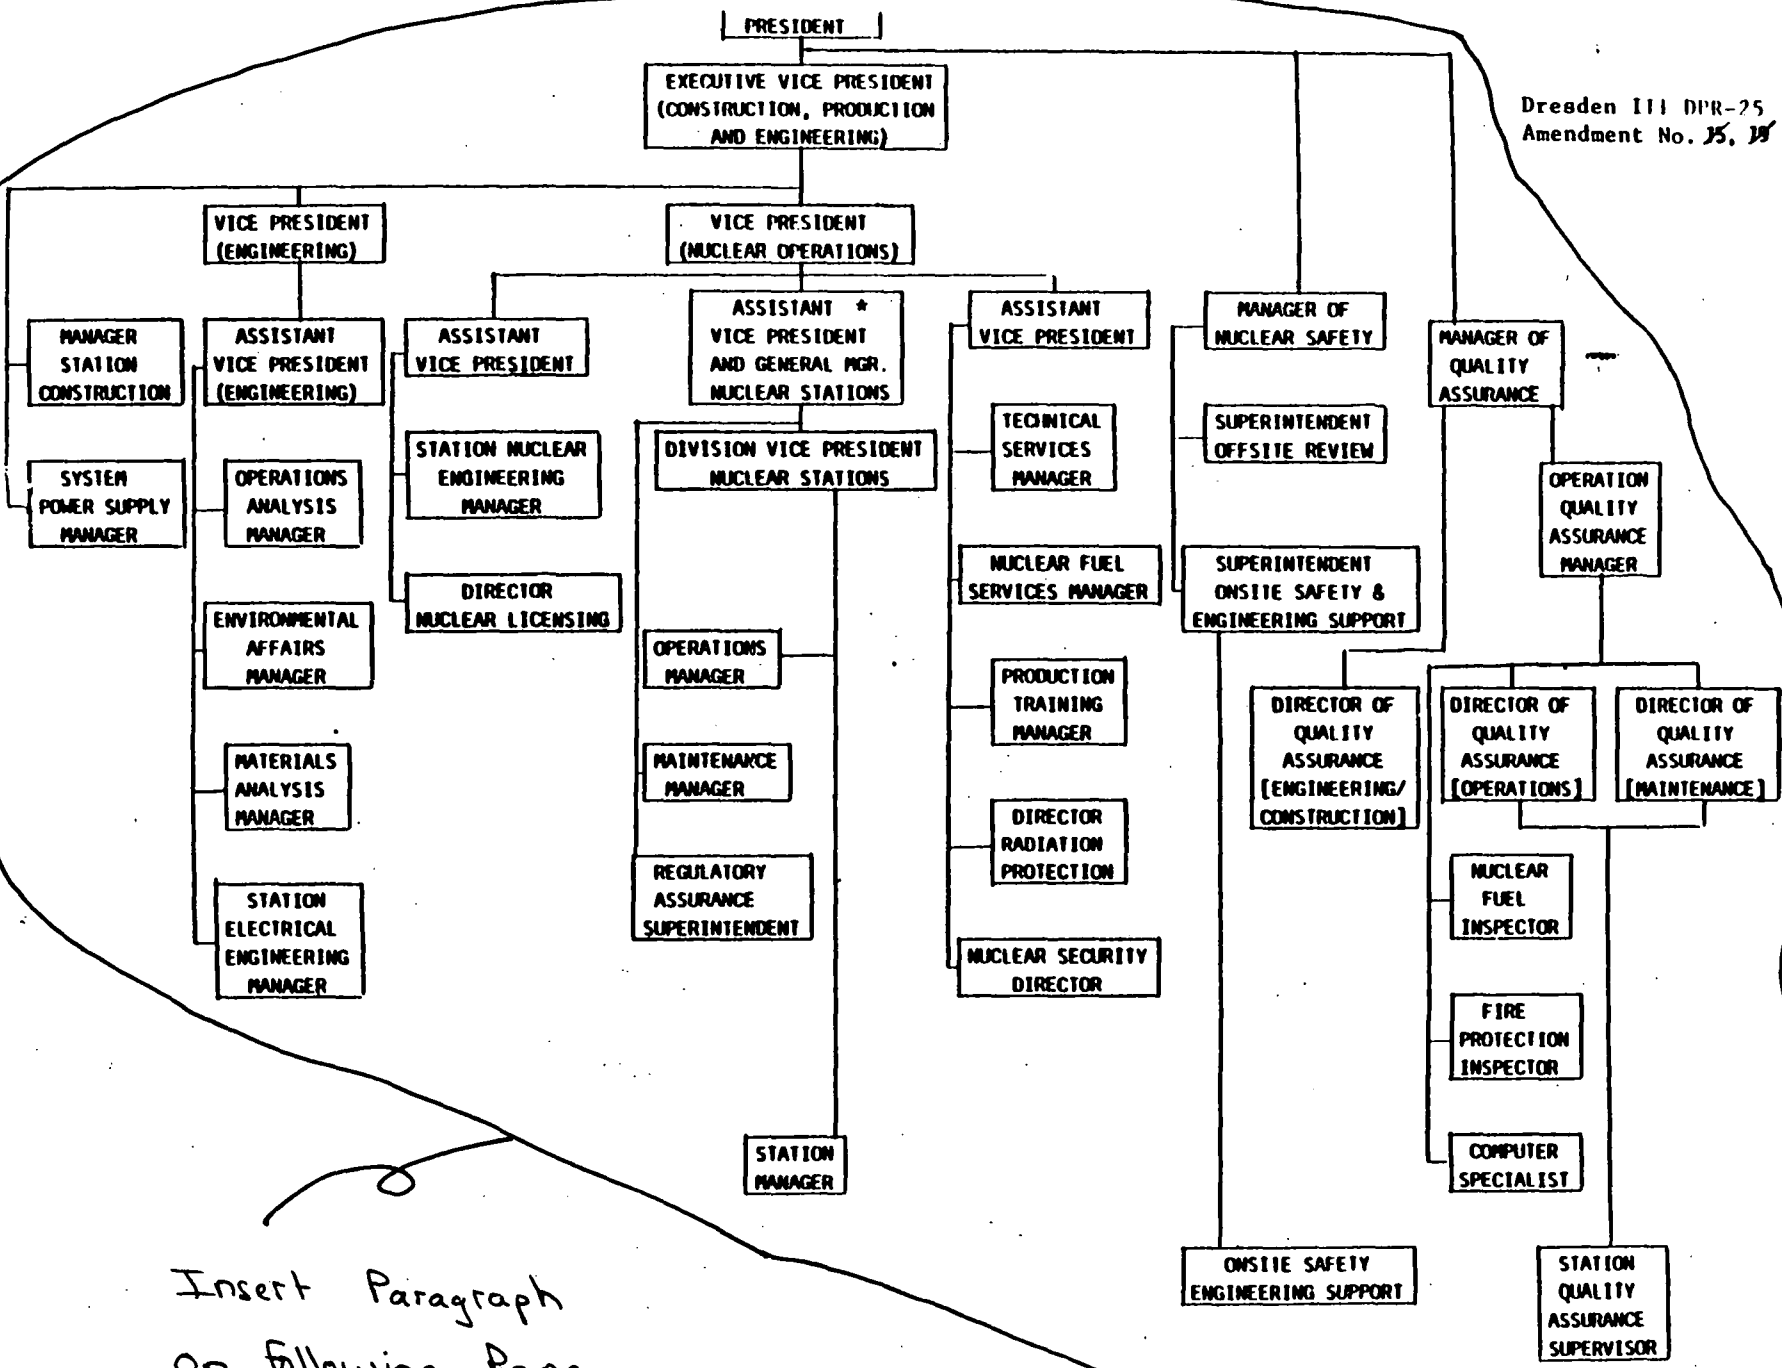 PRESIDENT
EXECUTIVE VICE PRESIDENT
(CONSTRUCTION, PRODUCTION
AND ENGINEERING)
Dresden III DPR-25
Amendment No.
VICE PRESIDENT
(ENGINEERING)
VICE PRESIDENT
(NUCLEAR OPERATIONS)
MANAGER
STATION
CONSTRUCTION
ASSISTANT
VICE PRESIDENT
(ENGINEERING)
ASSISTANT
VICE PRESIDENT
ASSISTANT *
VICE PRESIDENT
AND GENERAL MGR.
NUCLEAR STATIONS
ASSISTANT
VICE PRESIDENT
MANAGER OF
NUCLEAR SAFETY
MANAGER OF
QUALITY
ASSURANCE
SYSTEM
POWER SUPPLY
MANAGER
OPERATIONS
ANALYSIS
MANAGER
STATION NUCLEAR
ENGINEERING
MANAGER
DIVISION VICE PRESIDENT
NUCLEAR STATIONS
TECHNICAL
SERVICES
MANAGER
SUPERINTENDENT
OFFSITE REVIEW
OPERATION
QUALITY
ASSURANCE
MANAGER
ENVIRONMENTAL
AFFAIRS
MANAGER
DIRECTOR
NUCLEAR LICENSING
OPERATIONS
MANAGER
NUCLEAR FUEL
SERVICES MANAGER
SUPERINTENDENT
ONSITE SAFETY &
ENGINEERING SUPPORT
MATERIALS
ANALYSIS
MANAGER
MAINTENANCE
MANAGER
PRODUCTION
TRAINING
MANAGER
DIRECTOR OF
QUALITY
ASSURANCE
[ENGINEERING/
CONSTRUCTION]
DIRECTOR OF
QUALITY
ASSURANCE
[OPERATIONS]
DIRECTOR OF
QUALITY
ASSURANCE
[MAINTENANCE]
STATION
ELECTRICAL
ENGINEERING
MANAGER
REGULATORY
ASSURANCE
SUPERINTENDENT
DIRECTOR
RADIATION
PROTECTION
NUCLEAR
FUEL
INSPECTOR
NUCLEAR SECURITY
DIRECTOR
FIRE
PROTECTION
INSPECTOR
STATION
MANAGER
COMPUTER
SPECIALIST
ONSITE SAFETY
ENGINEERING SUPPORT
STATION
QUALITY
ASSURANCE
SUPERVISOR
Insert Paragraph
on Following Page